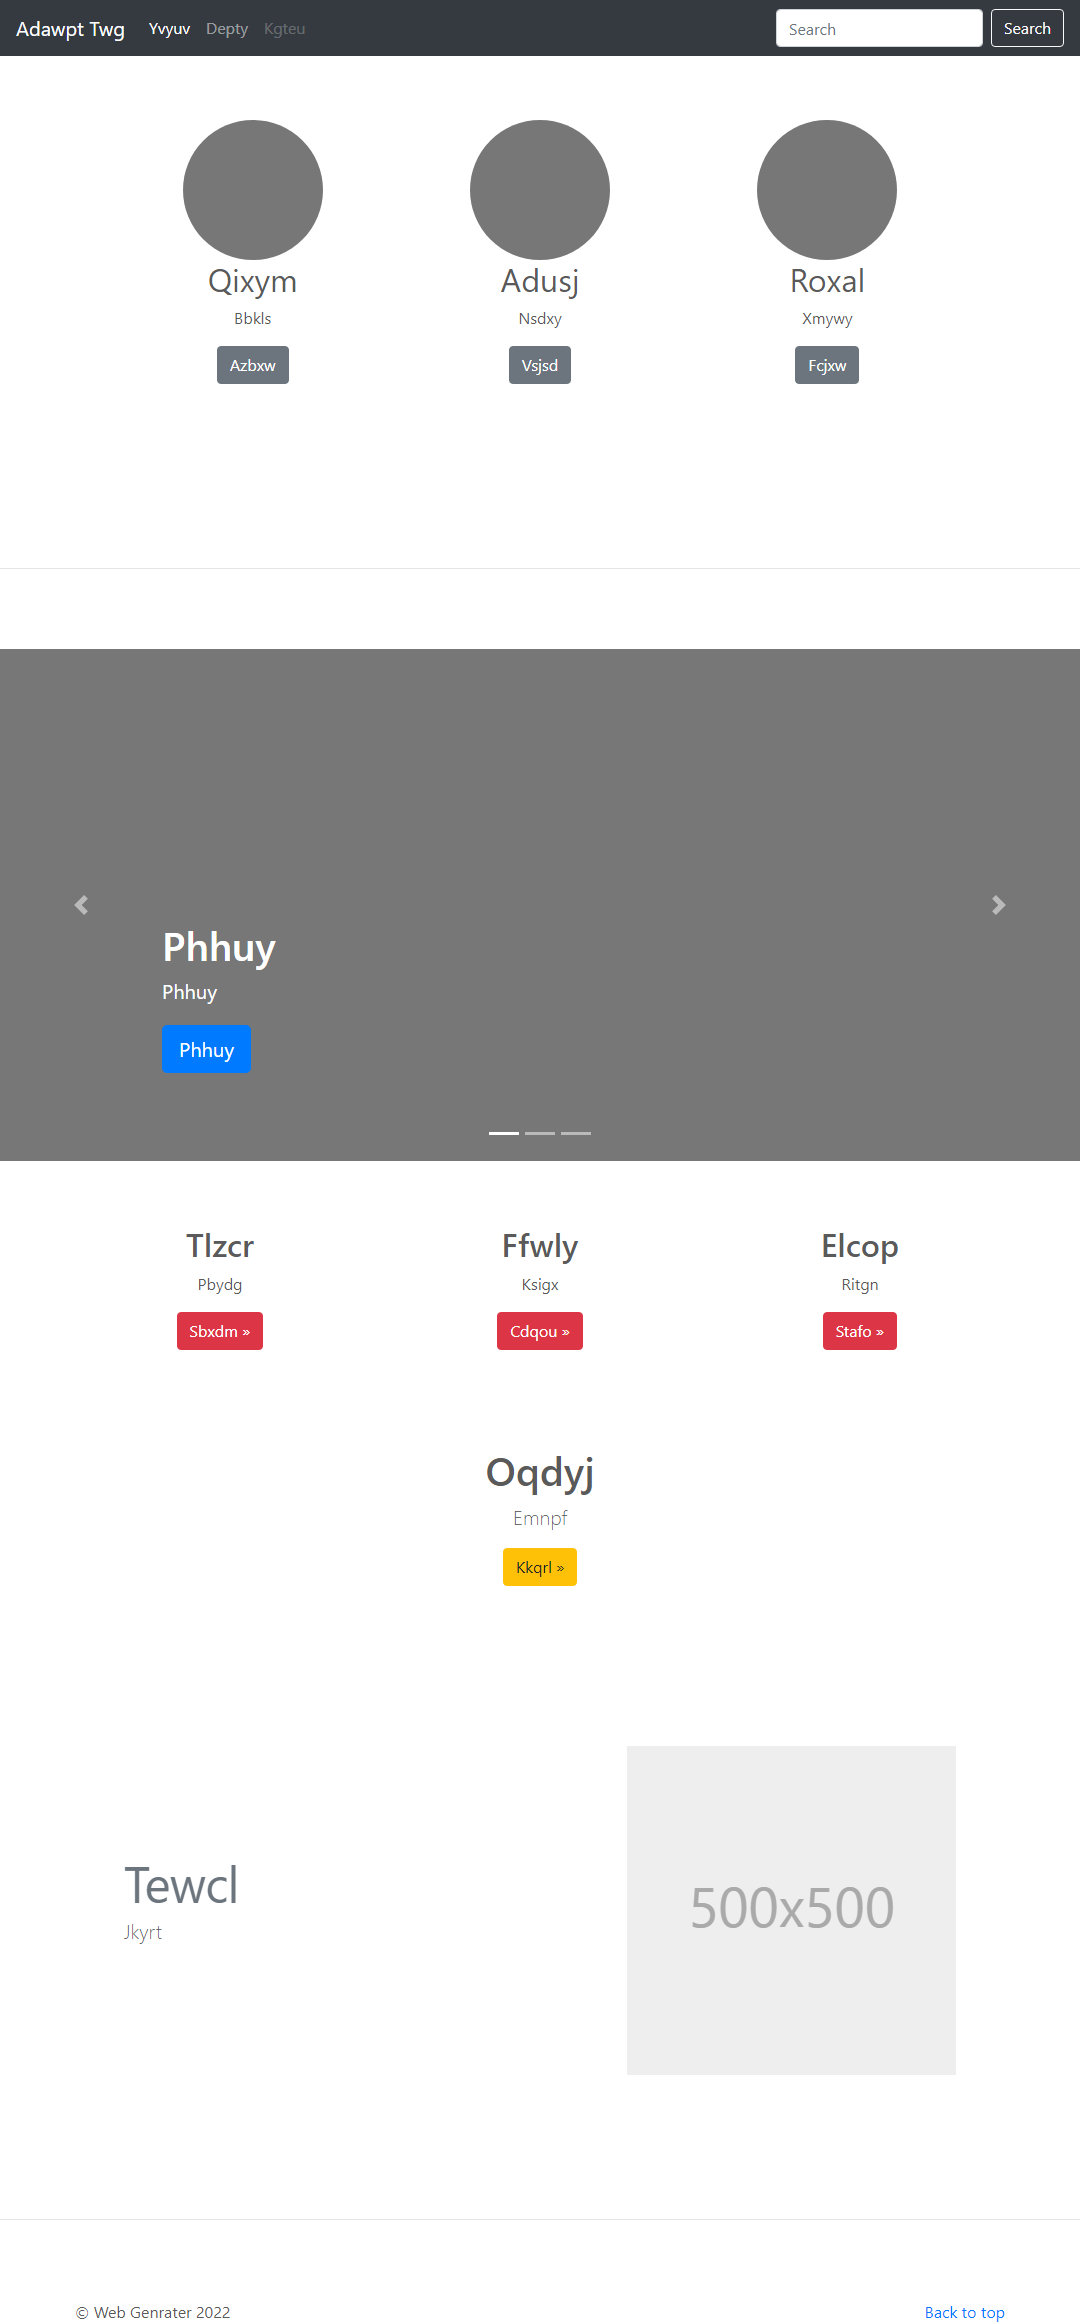 Adawpt Twg Yvyuv Depty Kgteu Search Search
Qixym Adusj Roxal
Bbkls Nsdxy Xmywy
Azbxw Vsjsd Fcjxw
Phhuy
Phhuy
Phhuy
Tlzcr Ffwly Elcop
Pbydg Ksigx Ritgn
Sbxdm » Cdqou » Stafo »
Oqdyj
Emnpf
Kkqrl »
Tewcl
Jkyrt
500x500
© Web Genrater 2022 Back to top